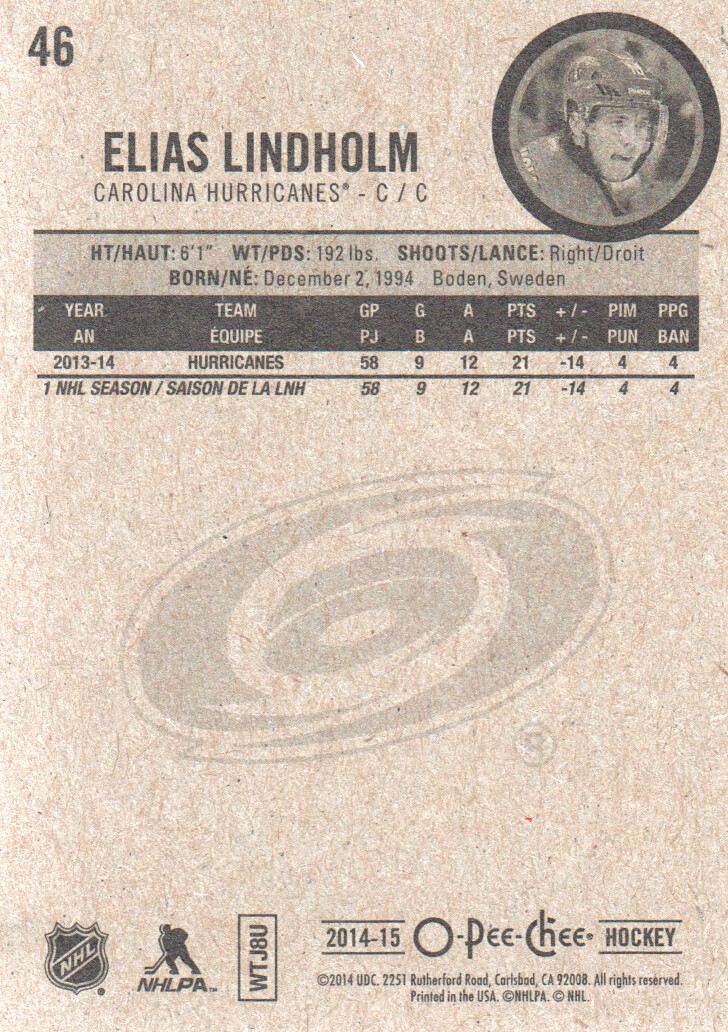 46
ELIAS LINDHOLM
CAROLINA HURRICANES® - C / C
HT/HAUT: 6'1" WT/PDS: 192 lbs. SHOOTS/LANCE: Right/Droit
BORN/NÉ: December 2, 1994 Boden, Sweden
YEAR TEAM GP G A PTS +/- PIM PPG
AN ÉQUIPE PJ B A PTS +/- PUN BAN
2013-14 HURRICANES 58 9 12 21 -14 4 4
1 NHL SEASON / SAISON DE LA LNH 58 9 12 21 -14 4 4
®
NHL ®
NHLPA™
WTJ8U
2014-15 O-Pee-Chee® HOCKEY
©2014 UDC. 2251 Rutherford Road, Carlsbad, CA 92008. All rights reserved.
Printed in the USA. ©NHLPA. © NHL.